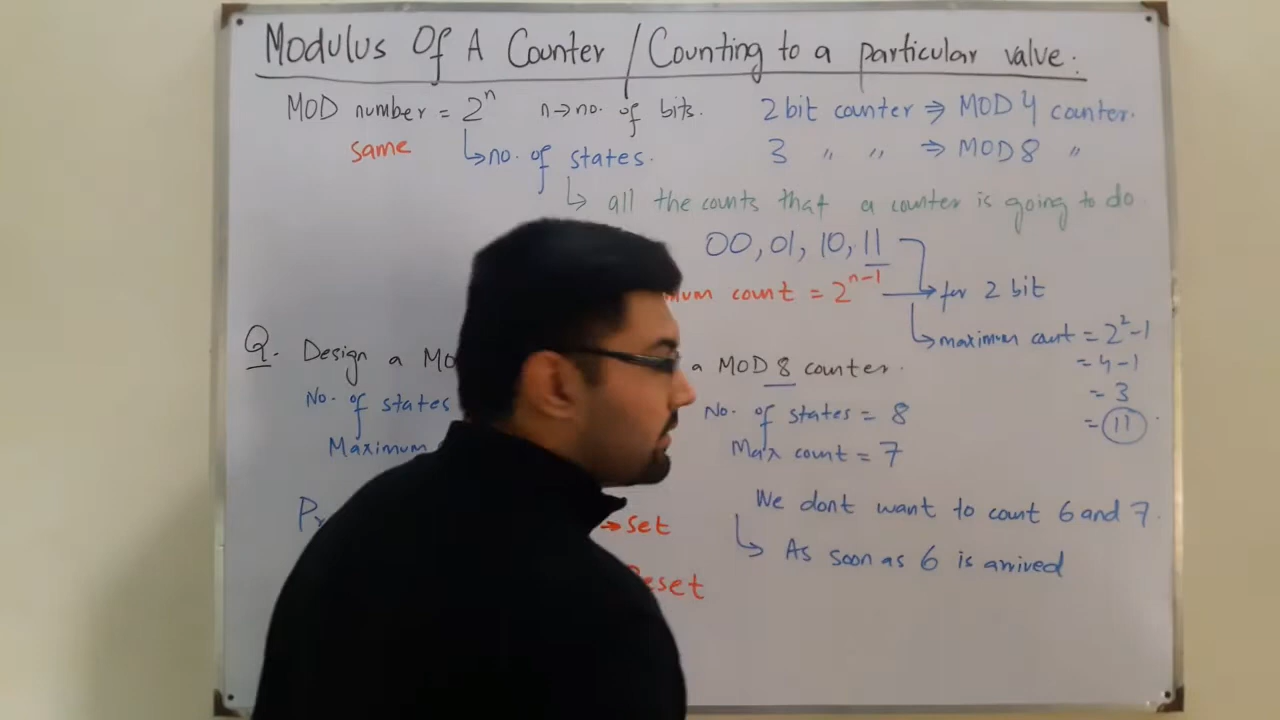 Modulus Of A Counter / Counting to a particular value:
MOD number = 2^n n → no. of bits. 2 bit counter ⇒ MOD 4 counter.
same ↳ no. of states. 3 " " ⇒ MOD 8 "
↳ all the counts that a counter is going to do
00, 01, 10, 11
count = 2^n-1 → for 2 bit
↳ maximum count = 2^2-1
= 4-1
= 3
= 11
Q. Design a a MOD 8 counter.
No. of states No. of states = 8
Maximum Max count = 7
→ set We dont want to count 6 and 7.
↳ As soon as 6 is arrived
Reset